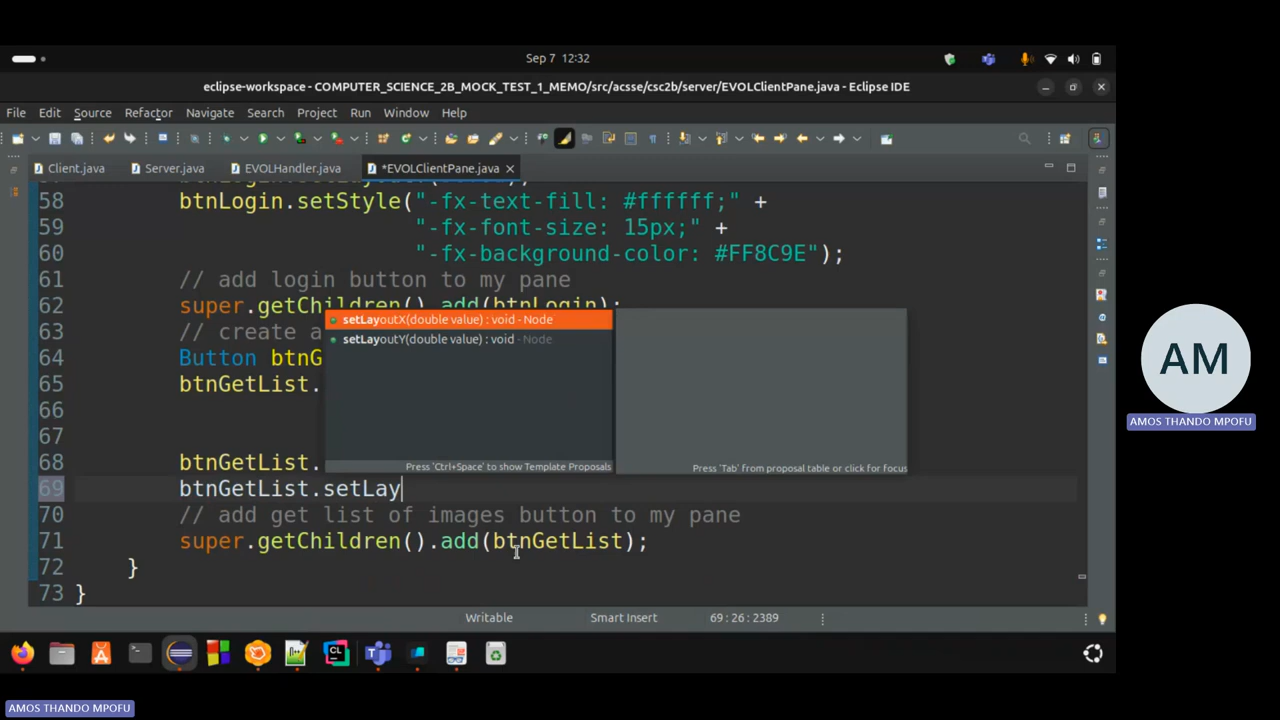 Sep 7 12:32
eclipse-workspace - COMPUTER_SCIENCE_2B_MOCK_TEST_1_MEMO/src/acsse/csc2b/server/EVOLClientPane.java - Eclipse IDE
File Edit Source Refactor Navigate Search Project Run Window Help
Client.java Server.java EVOLHandler.java *EVOLClientPane.java
58 btnLogin.setStyle("-fx-text-fill: #ffffff;" +
59 "-fx-font-size: 15px;" +
60 "-fx-background-color: #FF8C9E");
61 // add login button to my pane
62 super.getChildren().add(btnLogin);
63 // create a
64 Button btnG
65 btnGetList.
66
67
68 btnGetList.
69 btnGetList.setLay
70 // add get list of images button to my pane
71 super.getChildren().add(btnGetList);
72 }
73 }
setLayoutX(double value) : void - Node
setLayoutY(double value) : void - Node
Press 'Ctrl+Space' to show Template Proposals
Press 'Tab' from proposal table or click for focus
Writable Smart Insert 69 : 26 : 2389
CL
AM
AMOS THANDO MPOFU
AMOS THANDO MPOFU